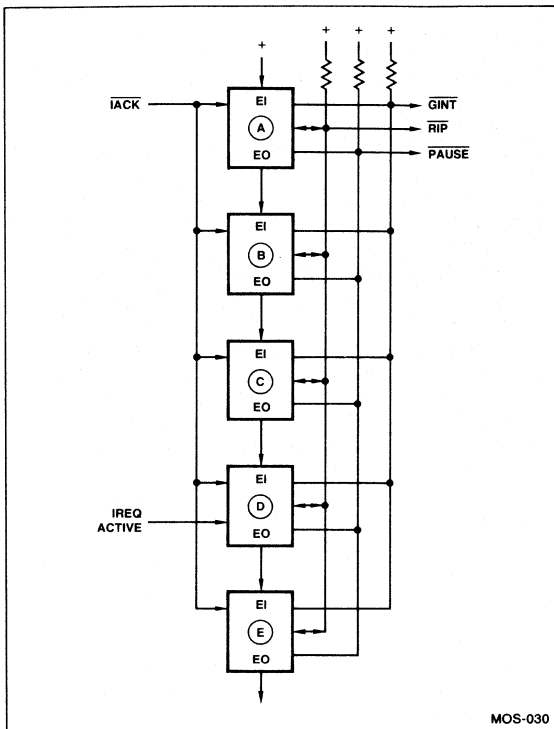 + + +
+
IACK
EI
A
EO
GINT
RIP
PAUSE
EI
B
EO
EI
C
EO
IREQ
ACTIVE
EI
D
EO
EI
E
EO
MOS-030